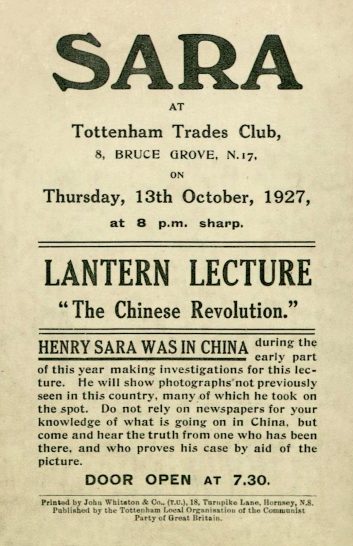 SARA
AT
Tottenham Trades Club,
8, BRUCE GROVE, N.17,
ON
Thursday, 13th October, 1927,
at 8 p.m. sharp.
LANTERN LECTURE
“The Chinese Revolution.”
HENRY SARA WAS IN CHINA during the
early part
of this year making investigations for this lec-
ture. He will show photographs not previously
seen in this country, many of which he took on
the spot. Do not rely on newspapers for your
knowledge of what is going on in China, but
come and hear the truth from one who has been
there, and who proves his case by aid of the
picture.
DOOR OPEN AT 7.30.
Printed by John Whitston & Co., (T.U.), 18, Turnpike Lane, Hornsey, N.8.
Published by the Tottenham Local Organisation of the Communist
Party of Great Britain.